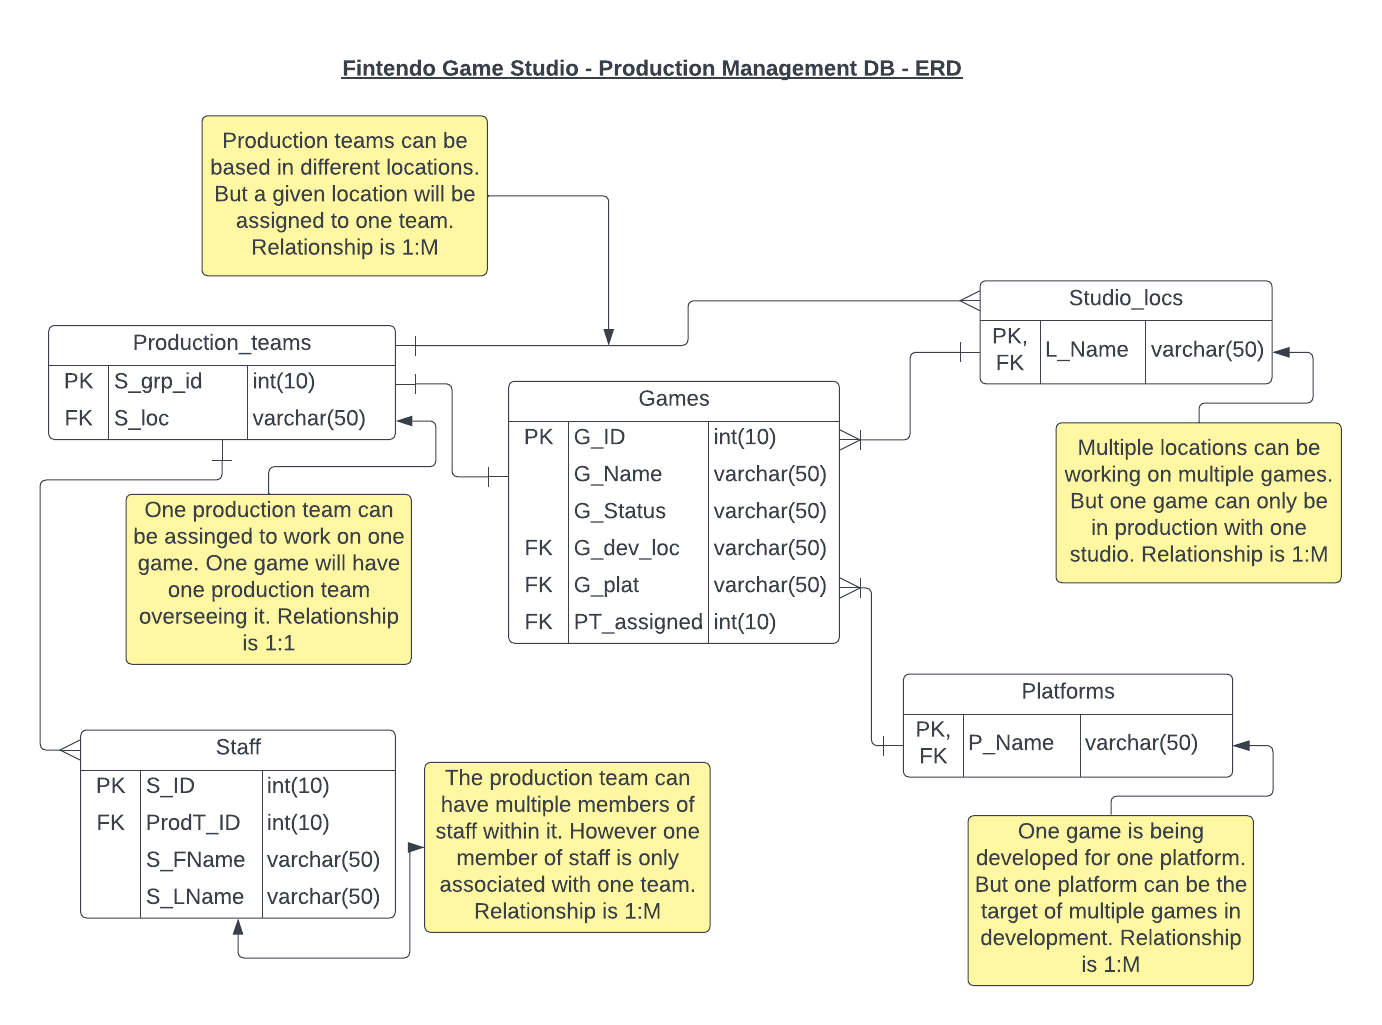 Fintendo Game Studio - Production Management DB - ERD
Production teams can be
based in different locations.
But a given location will be
assigned to one team.
Relationship is 1:M
Studio_locs
PK,
FK
L_Name
varchar(50)
Production_teams
PK
S_grp_id
int(10)
FK
S_loc
varchar(50)
Games
PK
G_ID
int(10)
G_Name
varchar(50)
G_Status
varchar(50)
FK
G_dev_loc
varchar(50)
FK
G_plat
varchar(50)
FK
PT_assigned
int(10)
Multiple locations can be
working on multiple games.
But one game can only be
in production with one
studio. Relationship is 1:M
One production team can
be assinged to work on one
game. One game will have
one production team
overseeing it. Relationship
is 1:1
Platforms
PK,
FK
P_Name
varchar(50)
Staff
PK
S_ID
int(10)
FK
ProdT_ID
int(10)
S_FName
varchar(50)
S_LName
varchar(50)
The production team can
have multiple members of
staff within it. However one
member of staff is only
associated with one team.
Relationship is 1:M
One game is being
developed for one platform.
But one platform can be the
target of multiple games in
development. Relationship
is 1:M